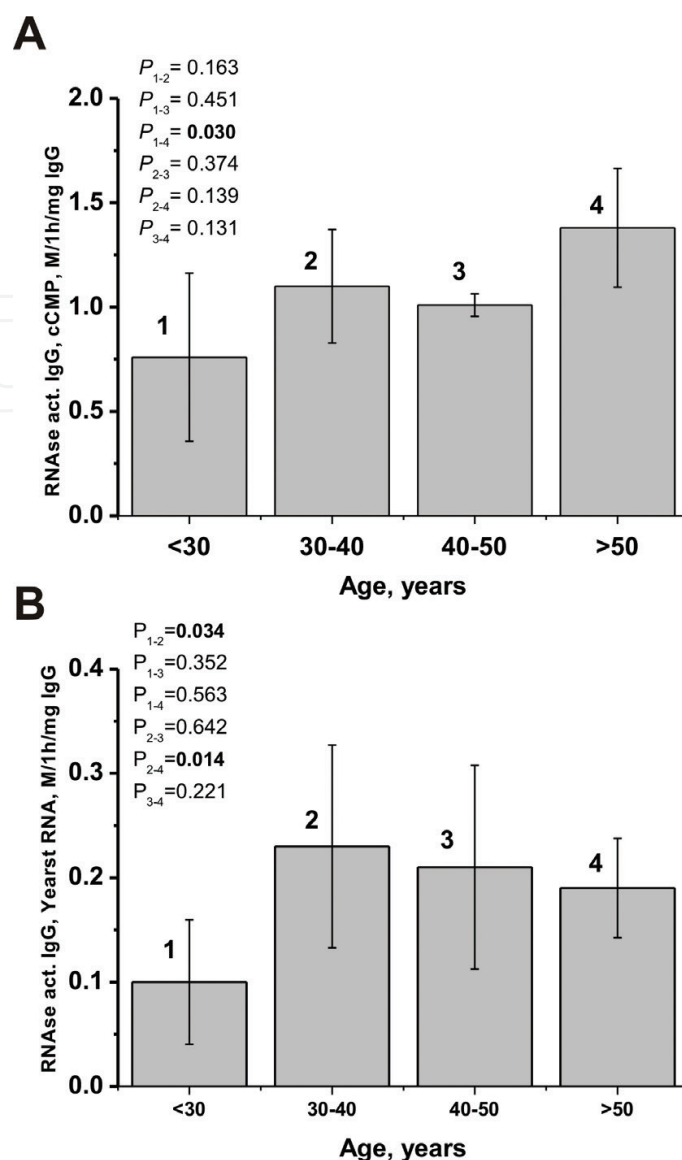 A
P1-2= 0.163
P1-3= 0.451
P1-4= 0.030
P2-3= 0.374
P2-4= 0.139
P3-4= 0.131
RNAse act. IgG, cCMP, M/1h/mg IgG
2.0
1.5
1.0
0.5
0.0
1
2
3
4
<30
30-40
40-50
>50
Age, years
B
P1-2=0.034
P1-3=0.352
P1-4=0.563
P2-3=0.642
P2-4=0.014
P3-4=0.221
RNAse act. IgG, Yearst RNA, M/1h/mg IgG
0.4
0.3
0.2
0.1
0.0
1
2
3
4
<30
30-40
40-50
>50
Age, years